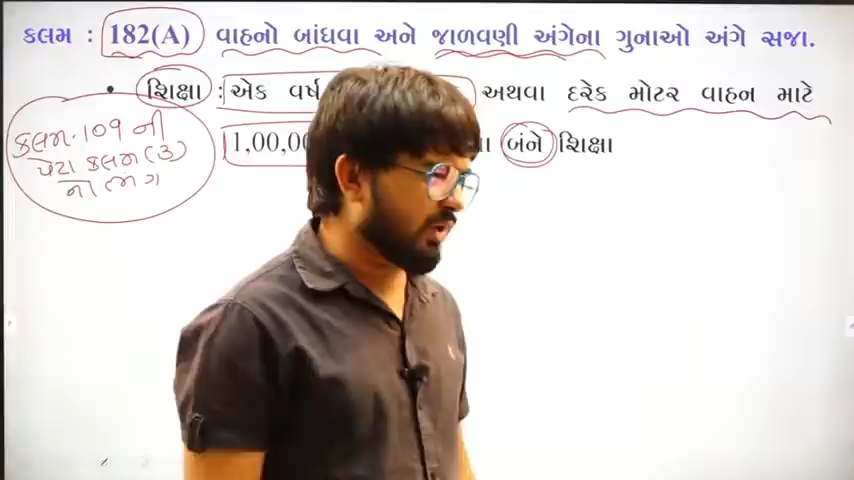 કલમ : 182(A) વાહનો બાંધવા અને જાળવણી અંગેના ગુનાઓ અંગે સજા.
• શિક્ષા : એક વર્ષ અથવા દરેક મોટર વાહન માટે
1,00,00 બંને શિક્ષા
કલમ-109 ની
પેટા કલમ (૩)
ના ભંગ